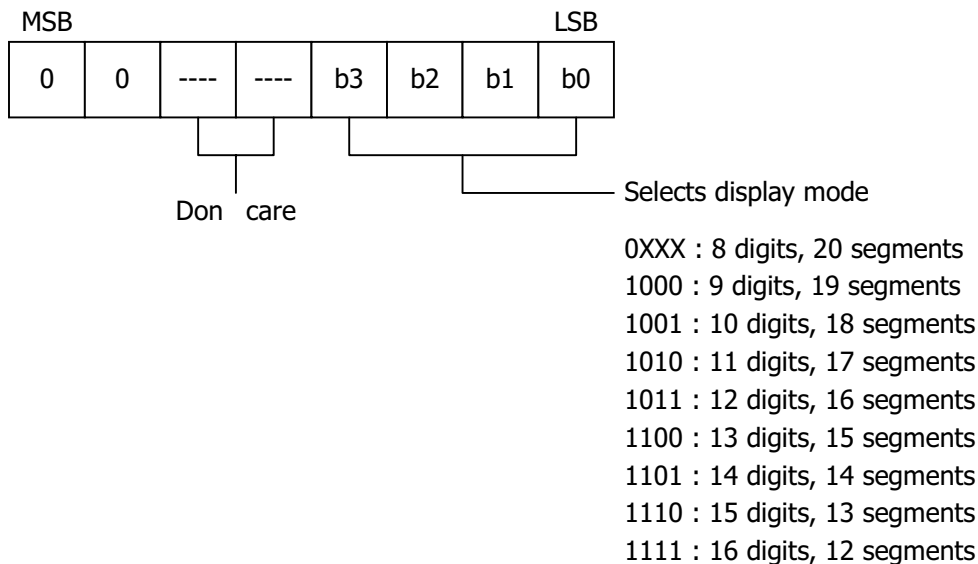 MSB LSB
0 0 ---- ---- b3 b2 b1 b0
Selects display mode
Don care
0XXX : 8 digits, 20 segments
1000 : 9 digits, 19 segments
1001 : 10 digits, 18 segments
1010 : 11 digits, 17 segments
1011 : 12 digits, 16 segments
1100 : 13 digits, 15 segments
1101 : 14 digits, 14 segments
1110 : 15 digits, 13 segments
1111 : 16 digits, 12 segments